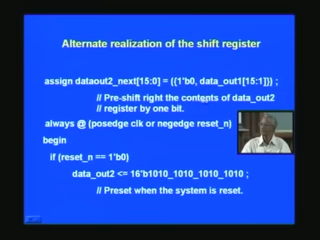 Alternate realization of the shift register
assign dataout2_next[15:0] = {{1'b0, data_out1[15:1]}} ;
// Pre-shift right the contents of data_out2
// register by one bit.
always @ (posedge clk or negedge reset_n)
begin
if (reset_n == 1'b0)
data_out2 <= 16'b1010_1010_1010_1010 ;
// Preset when the system is reset.